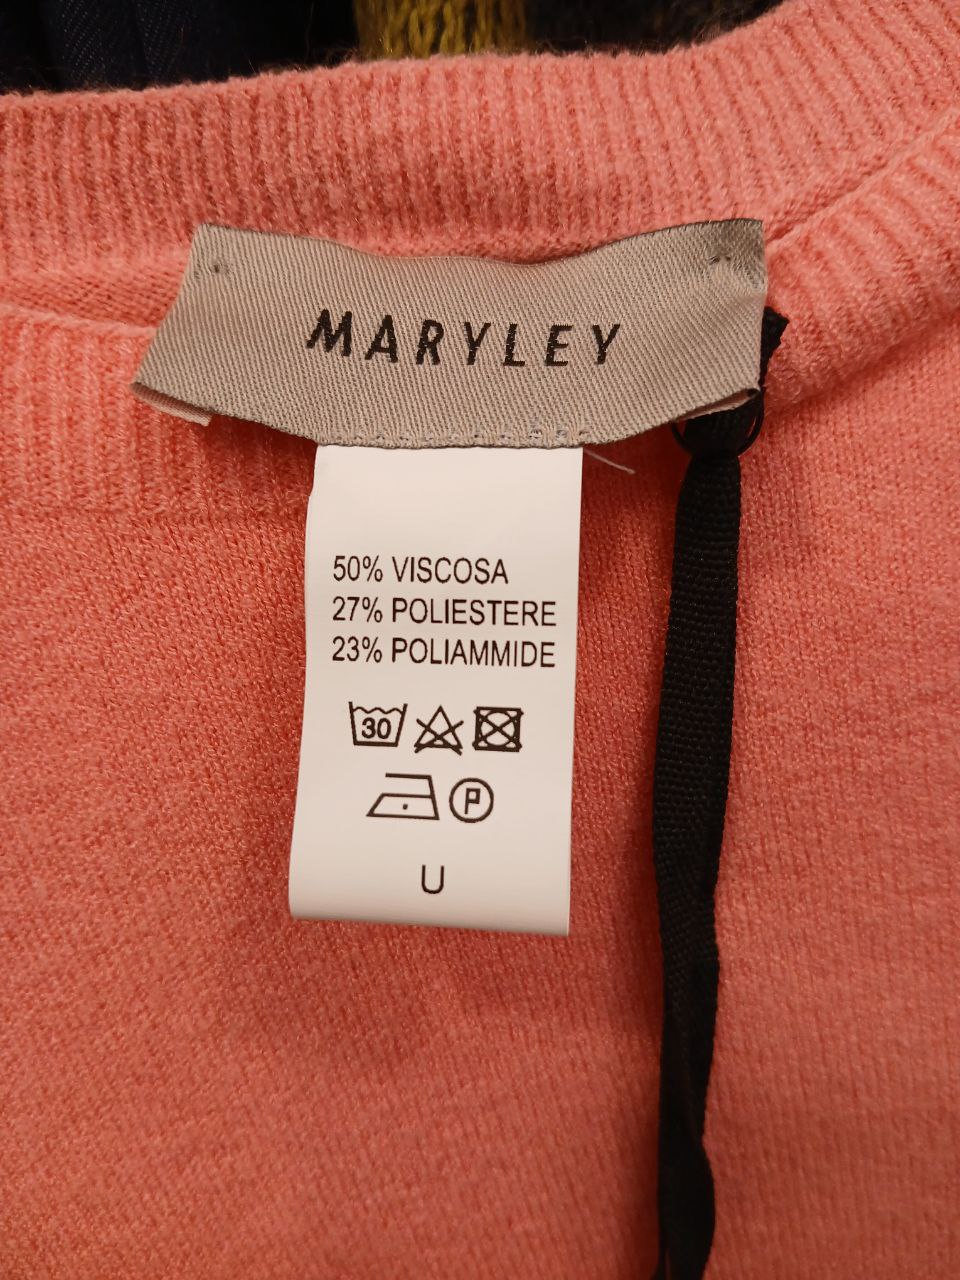 MARYLEY
50% VISCOSA
27% POLIESTERE
23% POLIAMMIDE
30
P
U